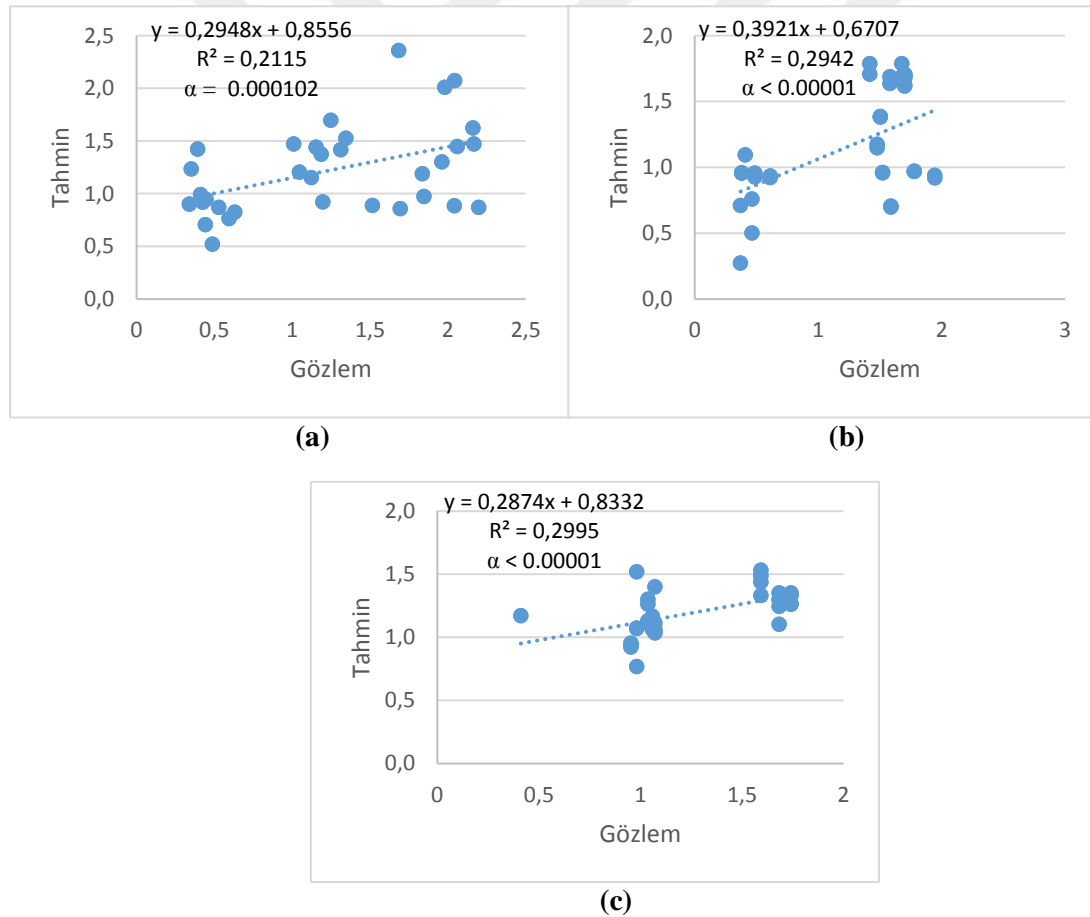 y = 0,2948x + 0,8556
R² = 0,2115
α = 0.000102
2,5
2,0
1,5
1,0
0,5
0,0
Tahmin
0 0,5 1 1,5 2 2,5
Gözlem
(a)
y = 0,3921x + 0,6707
R² = 0,2942
α < 0.00001
2,0
1,5
1,0
0,5
0,0
Tahmin
0 1 2 3
Gözlem
(b)
y = 0,2874x + 0,8332
R² = 0,2995
α < 0.00001
2,0
1,5
1,0
0,5
0,0
Tahmin
0 0,5 1 1,5 2
Gözlem
(c)